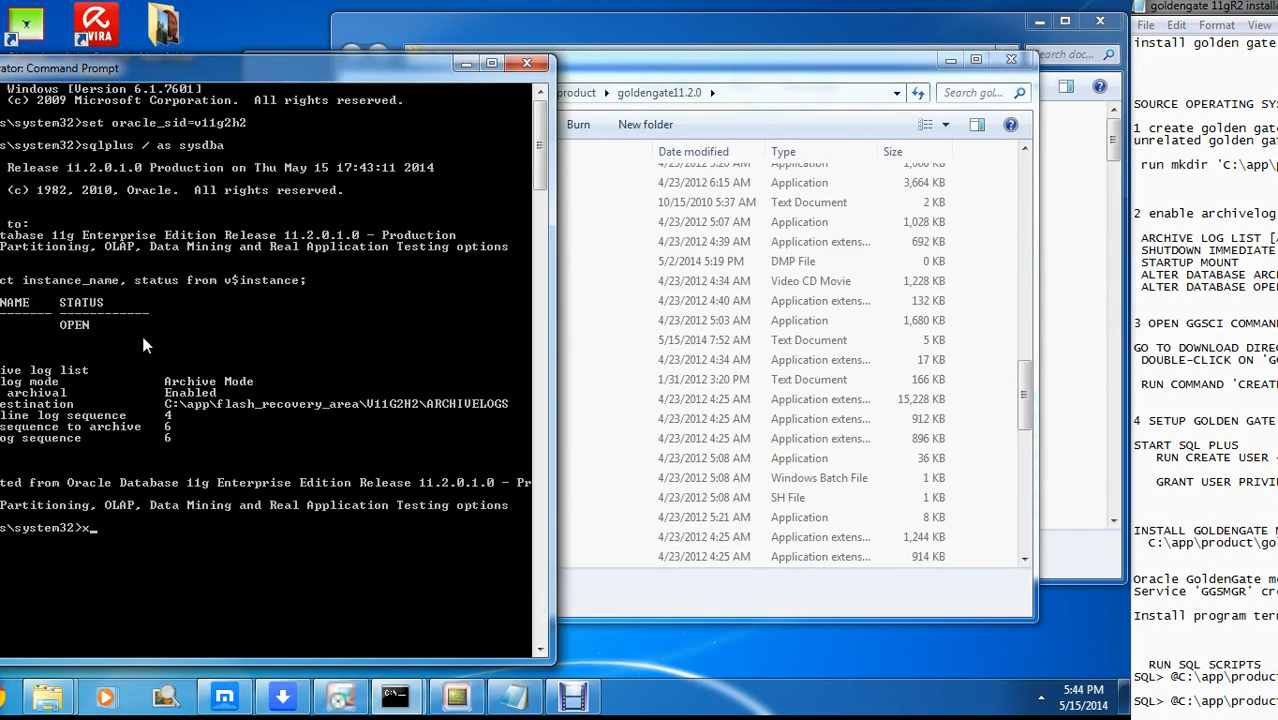 VIRA
rator: Command Prompt
Windows [Version 6.1.7601]
(c) 2009 Microsoft Corporation. All rights reserved.
s\system32>set oracle_sid=v11g2h2
s\system32>sqlplus / as sysdba
Release 11.2.0.1.0 Production on Thu May 15 17:43:11 2014
(c) 1982, 2010, Oracle. All rights reserved.
to:
tabase 11g Enterprise Edition Release 11.2.0.1.0 - Production
Partitioning, OLAP, Data Mining and Real Application Testing options
ct instance_name, status from v$instance;
NAME STATUS
------- ------------
OPEN
ive log list
log mode Archive Mode
archival Enabled
estination C:\app\flash_recovery_area\V11G2H2\ARCHIVELOGS
line log sequence 4
sequence to archive 6
og sequence 6
ted from Oracle Database 11g Enterprise Edition Release 11.2.0.1.0 - Pr
Partitioning, OLAP, Data Mining and Real Application Testing options
s\system32>x_
earch doc...
product goldengate11.2.0
Search gol...
Burn New folder
Date modified Type Size
4/23/2012 5:20 AM Application 1,666 KB
4/23/2012 6:15 AM Application 3,664 KB
10/15/2010 5:37 AM Text Document 2 KB
4/23/2012 5:07 AM Application 1,028 KB
4/23/2012 4:39 AM Application extens... 692 KB
5/2/2014 5:19 PM DMP File 0 KB
4/23/2012 4:34 AM Video CD Movie 1,228 KB
4/23/2012 4:40 AM Application extens... 132 KB
4/23/2012 5:03 AM Application 1,680 KB
5/15/2014 7:52 AM Text Document 5 KB
4/23/2012 4:34 AM Application extens... 17 KB
1/31/2012 3:20 PM Text Document 166 KB
4/23/2012 4:25 AM Application extens... 15,228 KB
4/23/2012 4:25 AM Application extens... 912 KB
4/23/2012 4:25 AM Application extens... 896 KB
4/23/2012 5:08 AM Application 36 KB
4/23/2012 5:08 AM Windows Batch File 1 KB
4/23/2012 5:08 AM SH File 1 KB
4/23/2012 5:21 AM Application 8 KB
4/23/2012 4:25 AM Application extens... 1,244 KB
4/23/2012 4:25 AM Application extens... 914 KB
goldengate 11gR2 install
File Edit Format View
install golden gate
SOURCE OPERATING SYS
1 create golden gate
unrelated golden gat
run mkdir 'C:\app\p
2 enable archivelog
ARCHIVE LOG LIST [A
SHUTDOWN IMMEDIATE
STARTUP MOUNT
ALTER DATABASE ARCH
ALTER DATABASE OPEN
3 OPEN GGSCI COMMAN
GO TO DOWNLOAD DIREC
DOUBLE-CLICK ON 'G
RUN COMMAND 'CREATE
4 SETUP GOLDEN GATE
START SQL PLUS
RUN CREATE USER
GRANT USER PRIVI
INSTALL GOLDENGATE M
C:\app\product\go
Oracle GoldenGate m
Service 'GGSMGR' cr
Install program ter
RUN SQL SCRIPTS
SQL> @C:\app\produc
SQL> @C:\app\produc
5:44 PM
5/15/2014